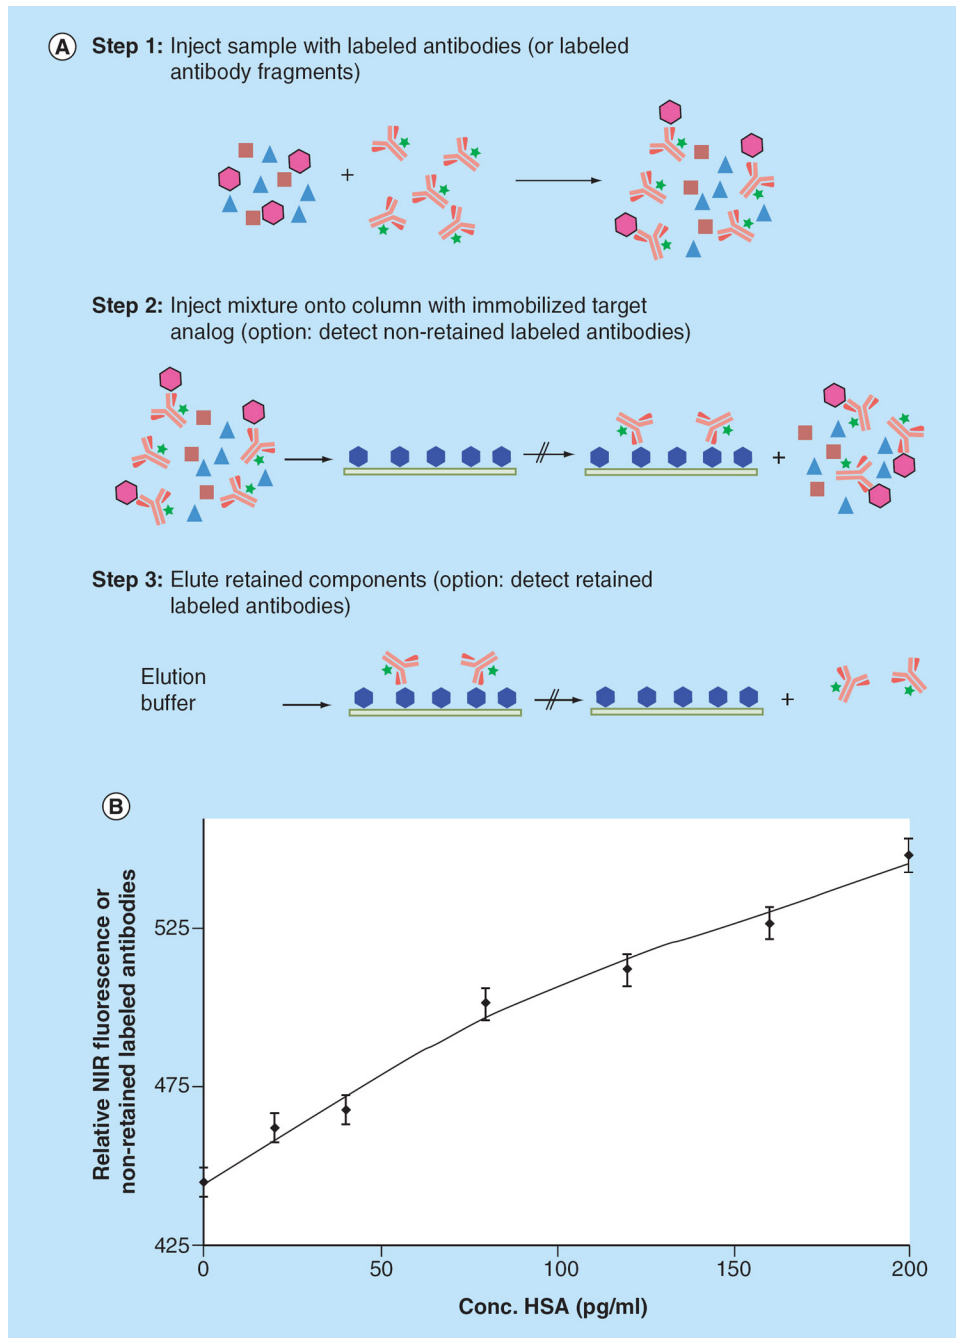 A
Step 1: Inject sample with labeled antibodies (or labeled
antibody fragments)
+
Step 2: Inject mixture onto column with immobilized target
analog (option: detect non-retained labeled antibodies)
+
Step 3: Elute retained components (option: detect retained
labeled antibodies)
Elution
buffer
+
B
Relative NIR fluorescence or
non-retained labeled antibodies
525
475
425
0 50 100 150 200
Conc. HSA (pg/ml)